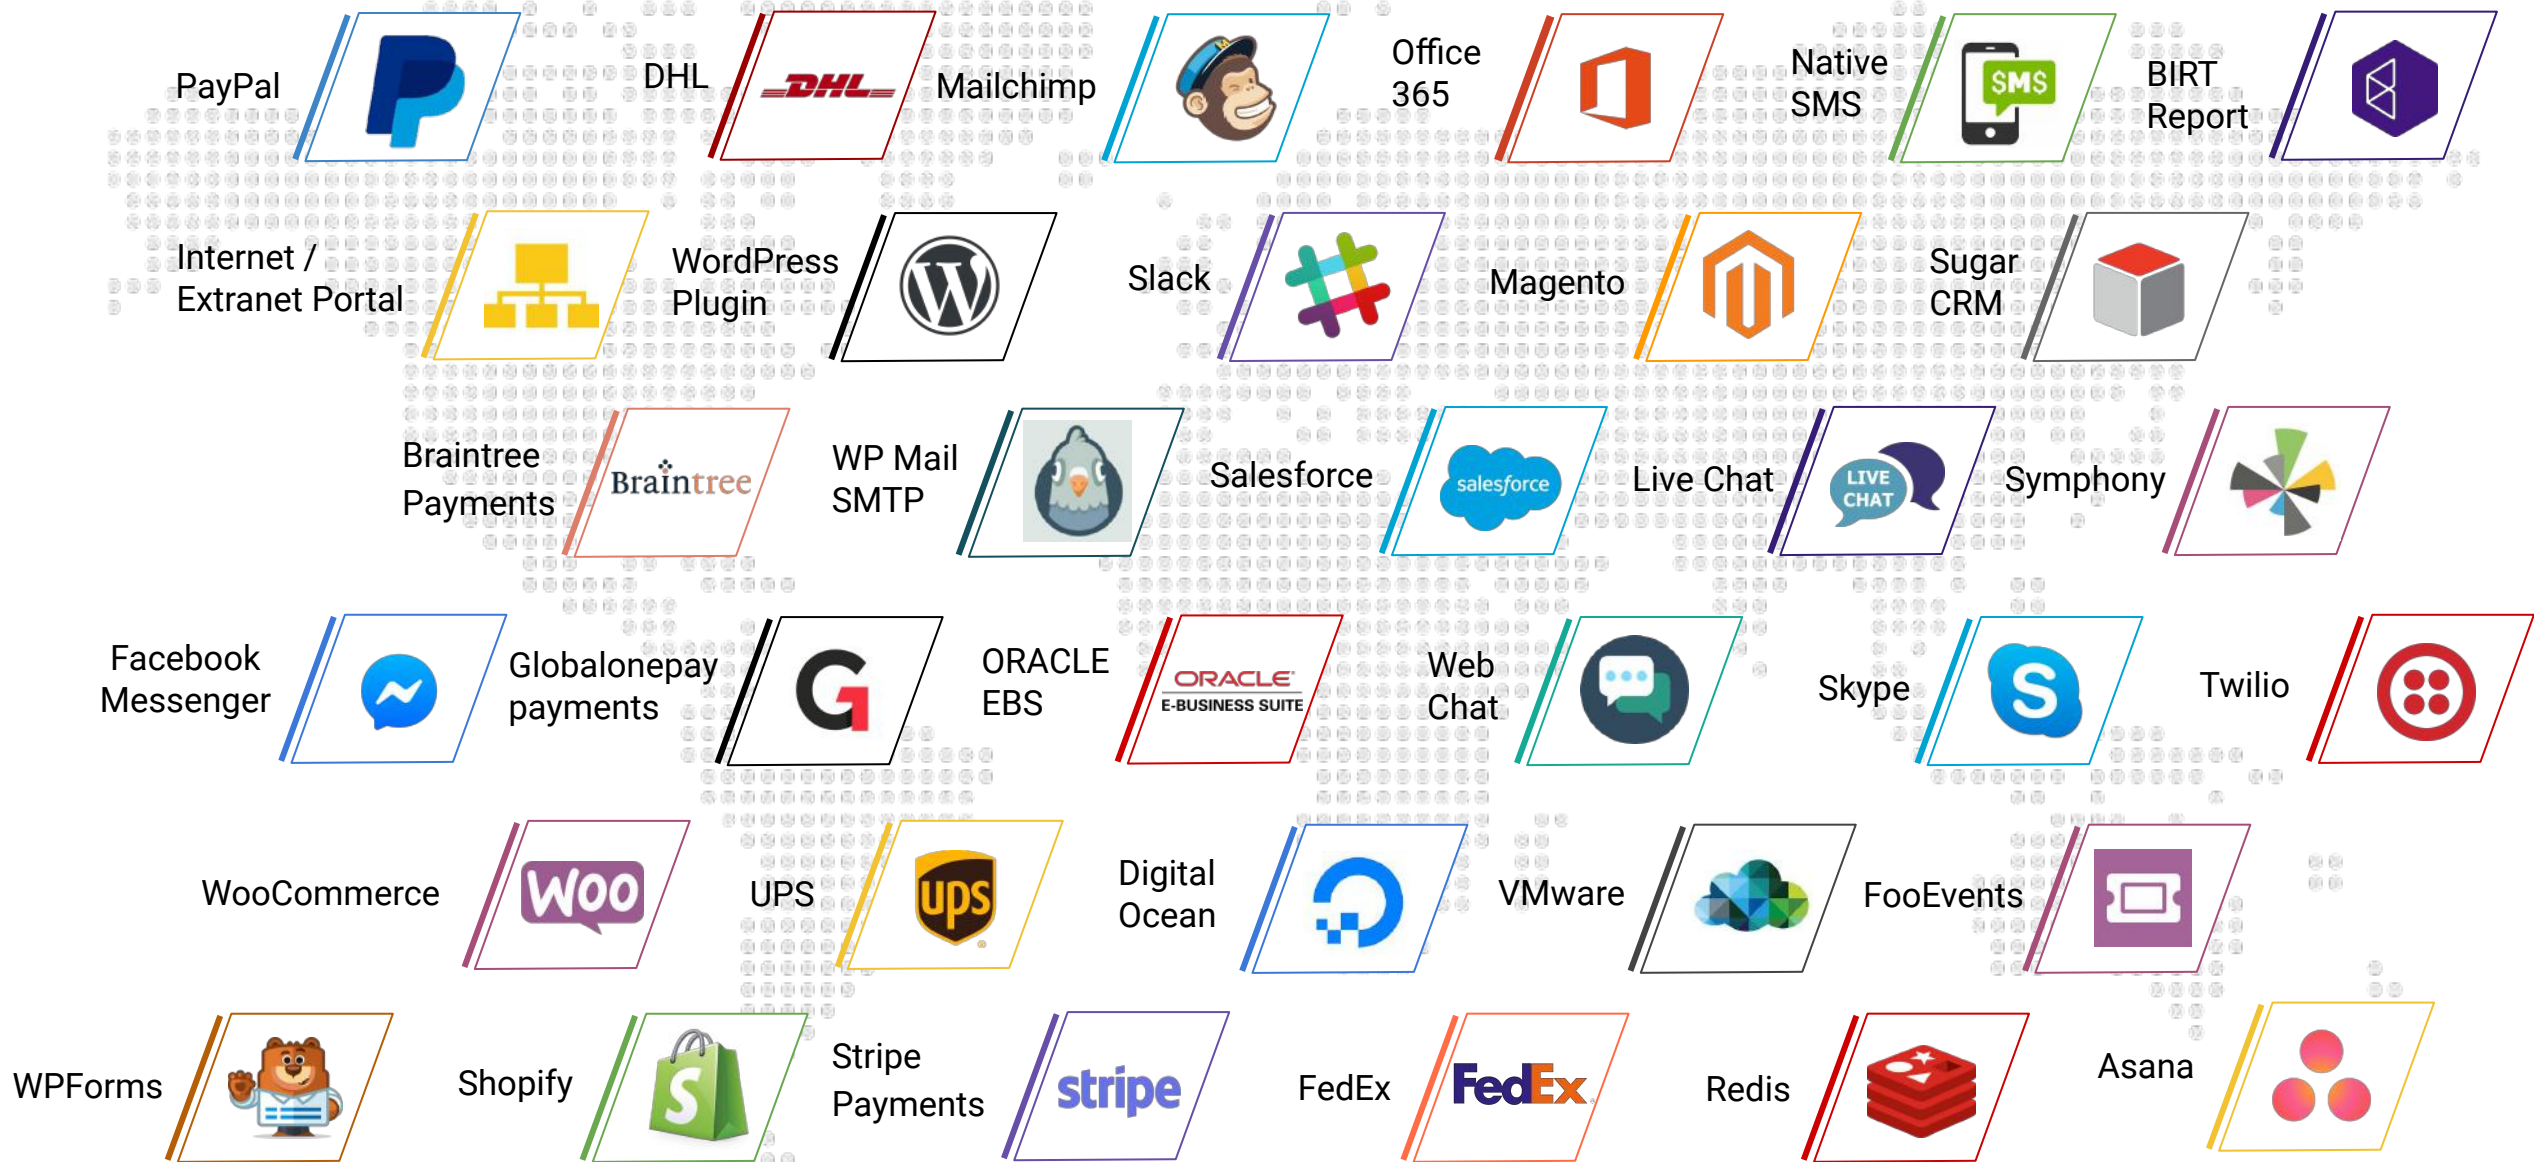 PayPal
DHL
DHL
Mailchimp
M
Office
365
Native
SMS
SMS
BIRT
Report
Internet /
Extranet Portal
WordPress
Plugin
W
Slack
Magento
Sugar
CRM
Braintree
Payments
Braintree
WP Mail
SMTP
Salesforce
salesforce
Live Chat
LIVE
CHAT
Symphony
Facebook
Messenger
Globalonepay
payments
G
ORACLE
EBS
ORACLE
E-BUSINESS SUITE
Web
Chat
Skype
S
Twilio
WooCommerce
WOO
UPS
ups
Digital
Ocean
VMware
FooEvents
WPForms
Shopify
S
Stripe
Payments
stripe
FedEx
FedEx
Redis
Asana